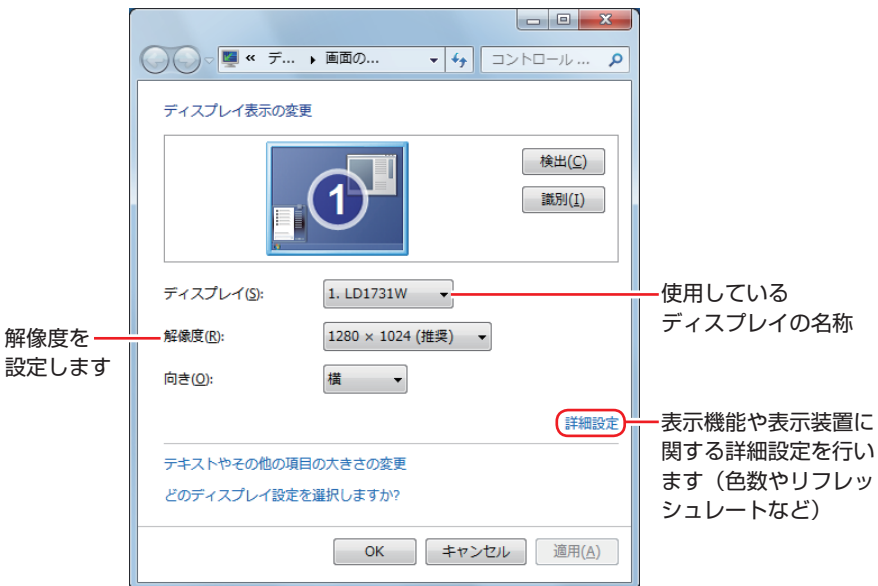 « デ... ▶ 画面の...
コントロール ...
ディスプレイ表示の変更
1
検出(C)
識別(I)
ディスプレイ(S):
1. LD1731W
使用している
ディスプレイの名称
解像度を
設定します
解像度(R):
1280 × 1024 (推奨)
向き(O):
横
詳細設定
表示機能や表示装置に
関する詳細設定を行い
ます（色数やリフレッ
シュレートなど）
テキストやその他の項目の大きさの変更
どのディスプレイ設定を選択しますか?
OK
キャンセル
適用(A)